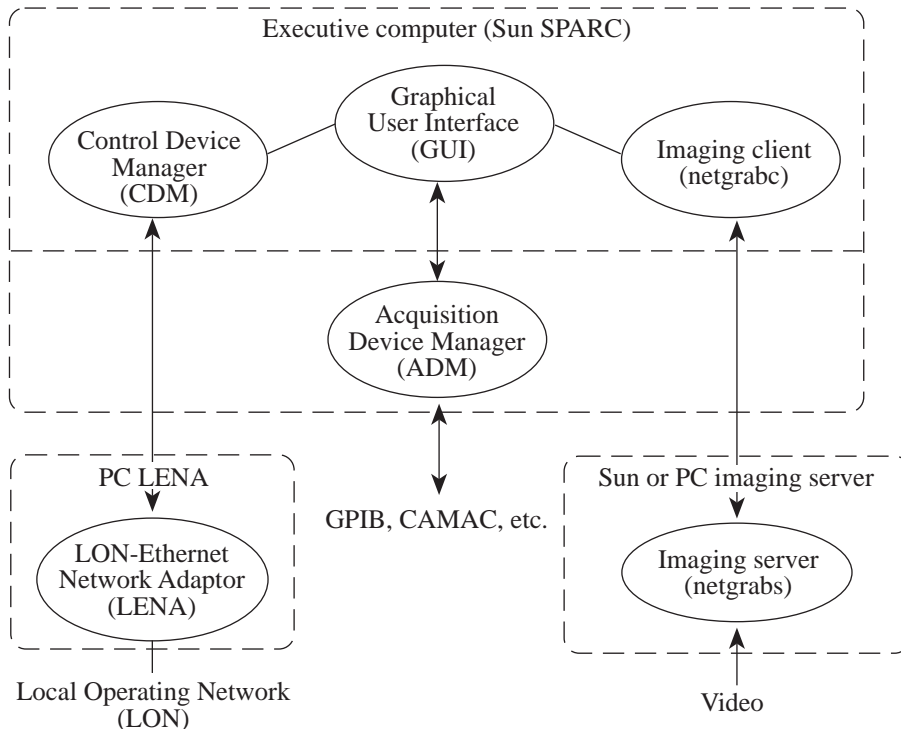 Executive computer (Sun SPARC)
Graphical
User Interface
(GUI)
Control Device
Manager
(CDM)
Imaging client
(netgrabc)
Acquisition
Device Manager
(ADM)
PC LENA
Sun or PC imaging server
GPIB, CAMAC, etc.
LON-Ethernet
Network Adaptor
(LENA)
Imaging server
(netgrabs)
Local Operating Network
(LON)
Video